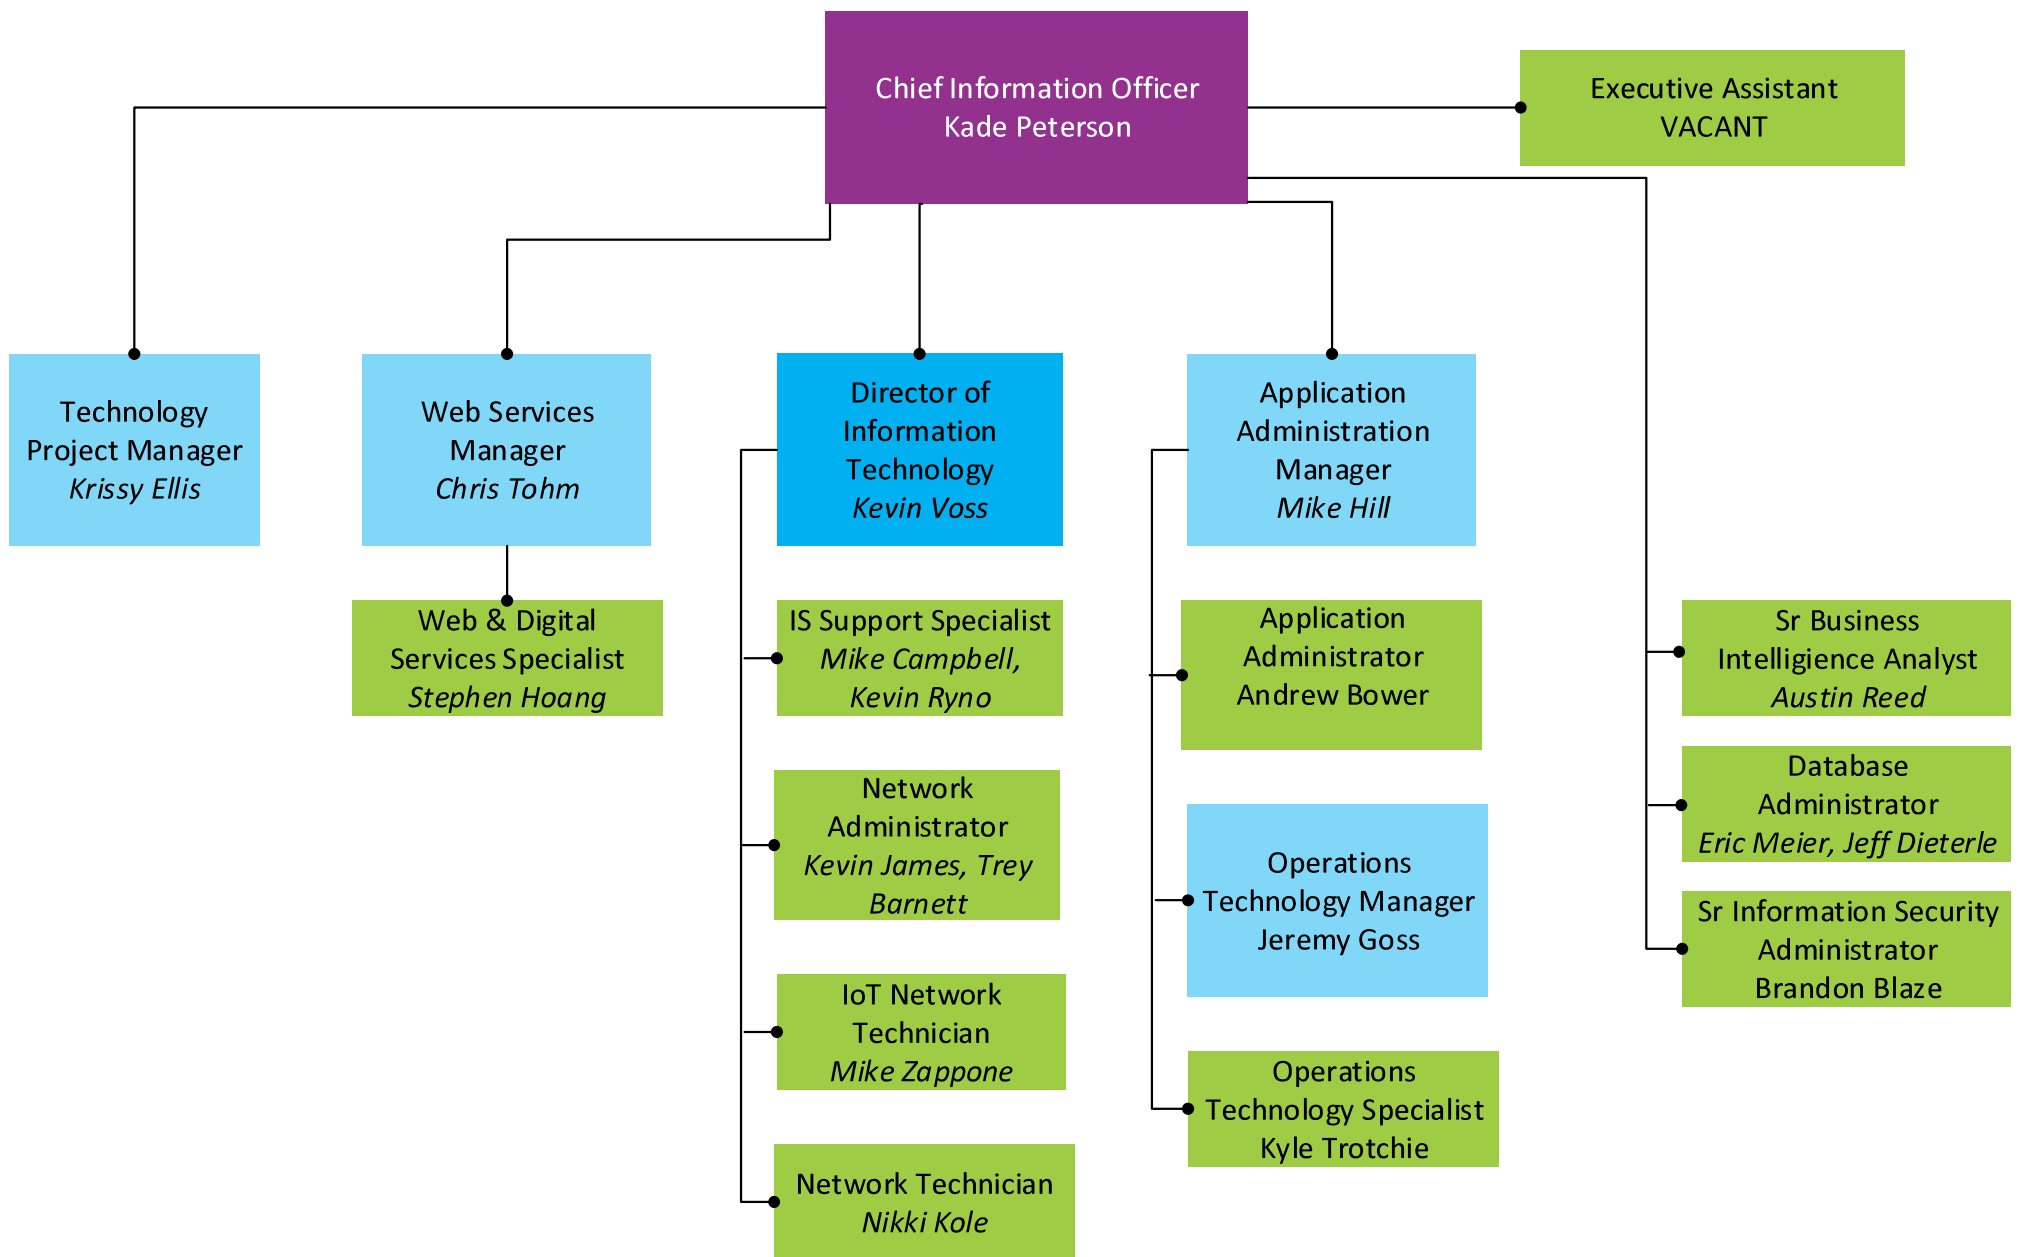 Chief Information Officer
Kade Peterson
Executive Assistant
VACANT
Technology
Project Manager
Krissy Ellis
Web Services
Manager
Chris Tohm
Director of
Information
Technology
Kevin Voss
Application
Administration
Manager
Mike Hill
Web & Digital
Services Specialist
Stephen Hoang
IS Support Specialist
Mike Campbell,
Kevin Ryno
Network
Administrator
Kevin James, Trey
Barnett
IoT Network
Technician
Mike Zappone
Network Technician
Nikki Kole
Application
Administrator
Andrew Bower
Operations
Technology Manager
Jeremy Goss
Operations
Technology Specialist
Kyle Trotchie
Sr Business
Intelligience Analyst
Austin Reed
Database
Administrator
Eric Meier, Jeff Dieterle
Sr Information Security
Administrator
Brandon Blaze